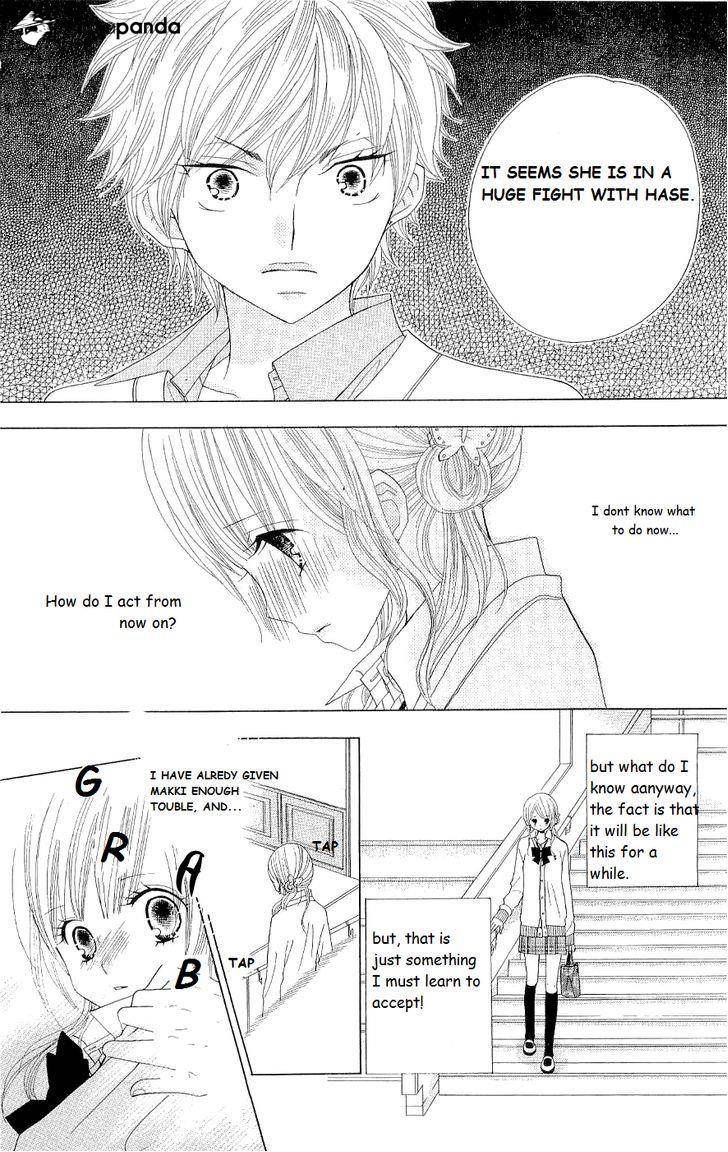 panda
IT SEEMS SHE IS IN A
HUGE FIGHT WITH HASE.
I dont know what
to do now...
How do I act from
now on?
but what do I
know aanyway,
the fact is that
it will be like
this for a
while.
but, that is
just something
I must learn to
accept!
I HAVE ALREDY GIVEN
MAKKI ENOUGH
TOUBLE, AND...
TAP
TAP
G
R
A
B